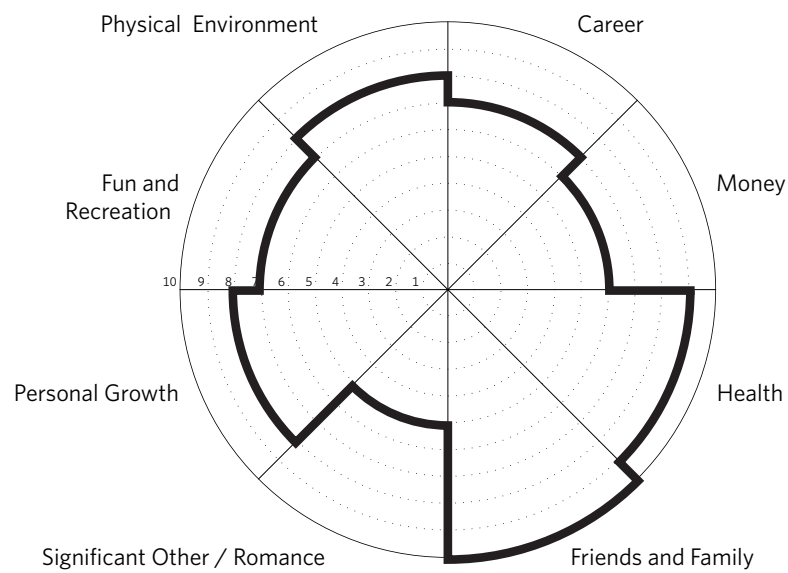 Physical Environment
Career
Fun and
Recreation
Money
10 9 8 7 6 5 4 3 2 1
Personal Growth
Health
Significant Other / Romance
Friends and Family